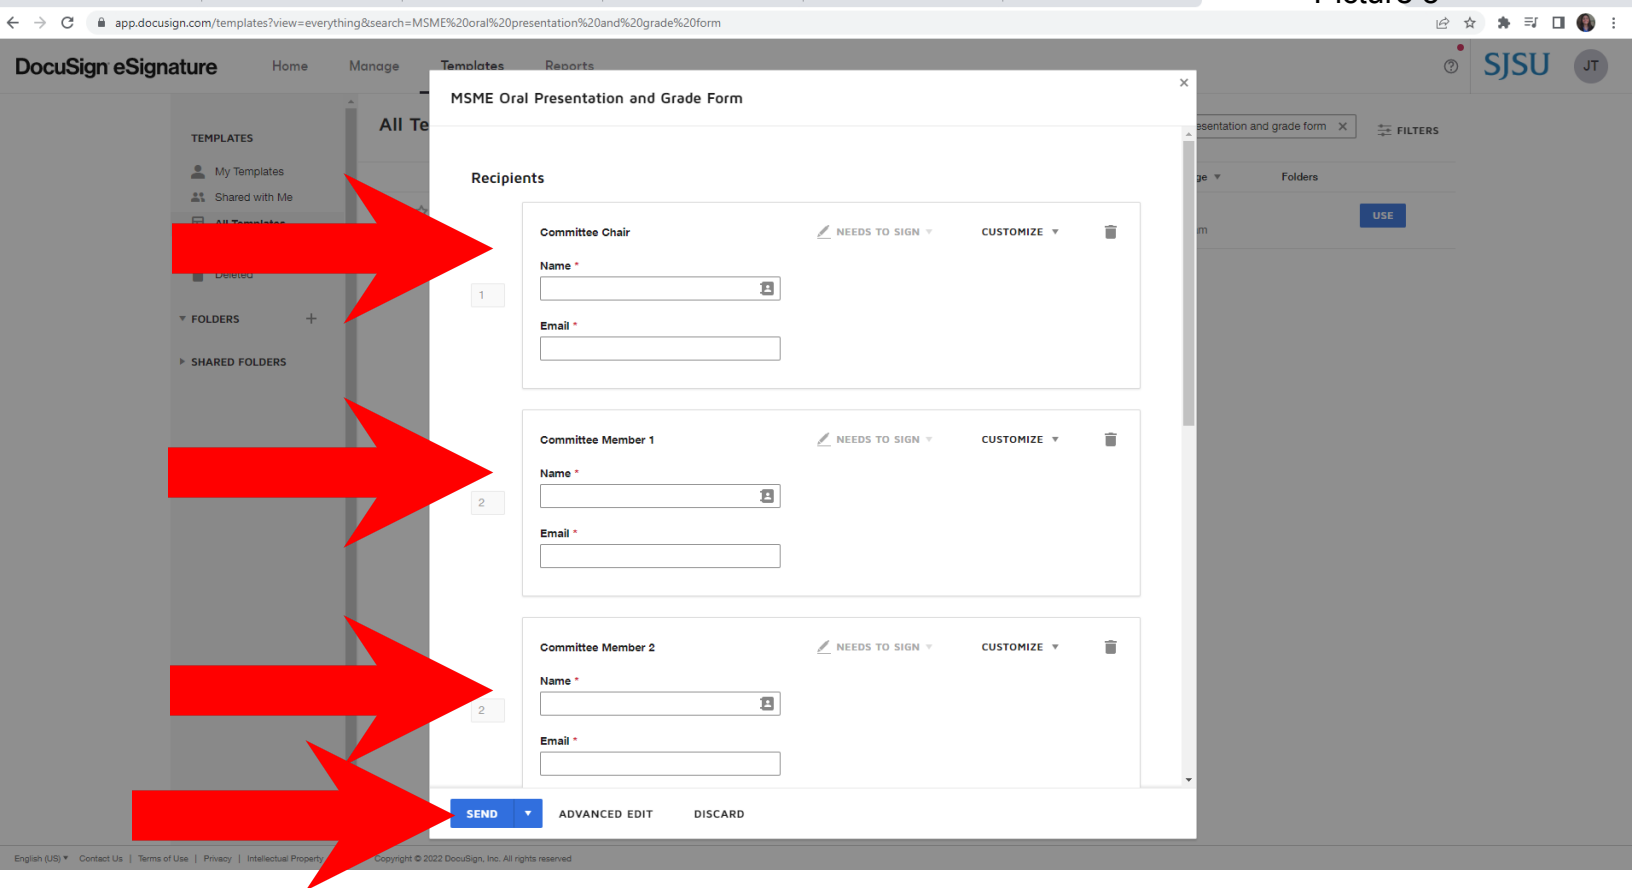 Picture
app.docusign.com/templates?view=everything&search=MSME%20oral%20presentation%20and%20grade%20form
DocuSign eSignature Home Manage Templates Reports SJSU JT
MSME Oral Presentation and Grade Form
TEMPLATES
All Te
esentation and grade form
FILTERS
My Templates
Shared with Me
All Templates
Deleted
FOLDERS
SHARED FOLDERS
ge Folders
USE
am
Recipients
Committee Chair NEEDS TO SIGN CUSTOMIZE
Name *
1
Email *
Committee Member 1 NEEDS TO SIGN CUSTOMIZE
Name *
2
Email *
Committee Member 2 NEEDS TO SIGN CUSTOMIZE
Name *
2
Email *
SEND ADVANCED EDIT DISCARD
English (US) Contact Us | Terms of Use | Privacy | Intellectual Property Copyright © 2022 DocuSign, Inc. All rights reserved